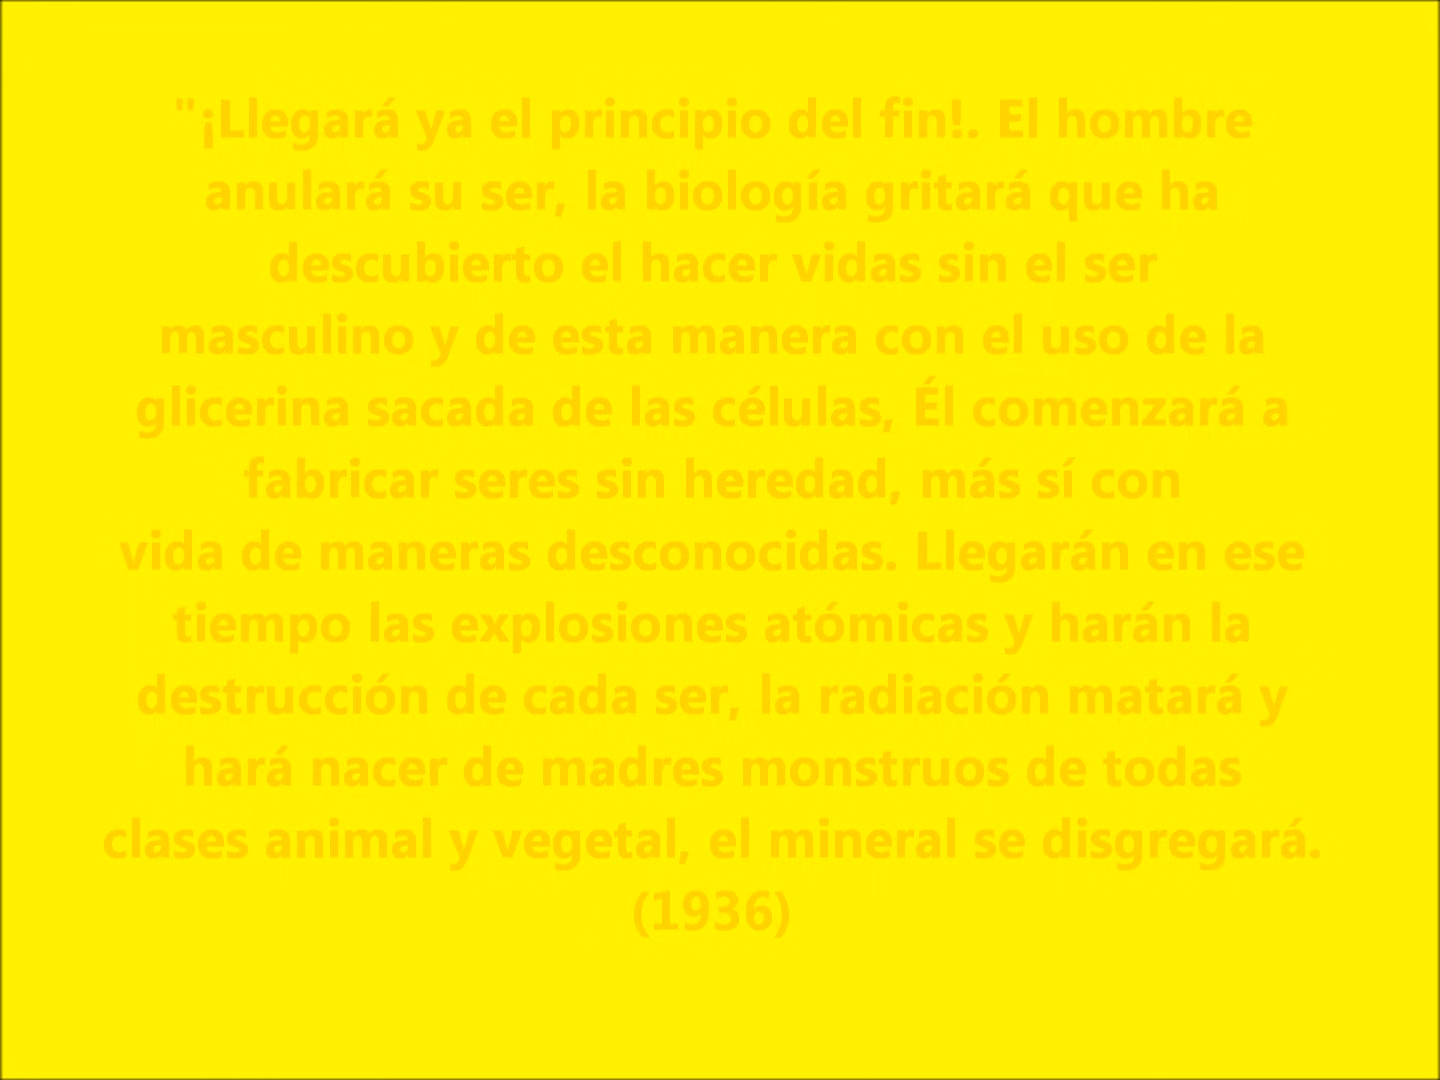 "¡Llegará ya el principio del fin!. El hombre
anulará su ser, la biología gritará que ha
descubierto el hacer vidas sin el ser
masculino y de esta manera con el uso de la
glicerina sacada de las células, Él comenzará a
fabricar seres sin heredad, más sí con
vida de maneras desconocidas. Llegarán en ese
tiempo las explosiones atómicas y harán la
destrucción de cada ser, la radiación matará y
hará nacer de madres monstruos de todas
clases animal y vegetal, el mineral se disgregará.
(1936)